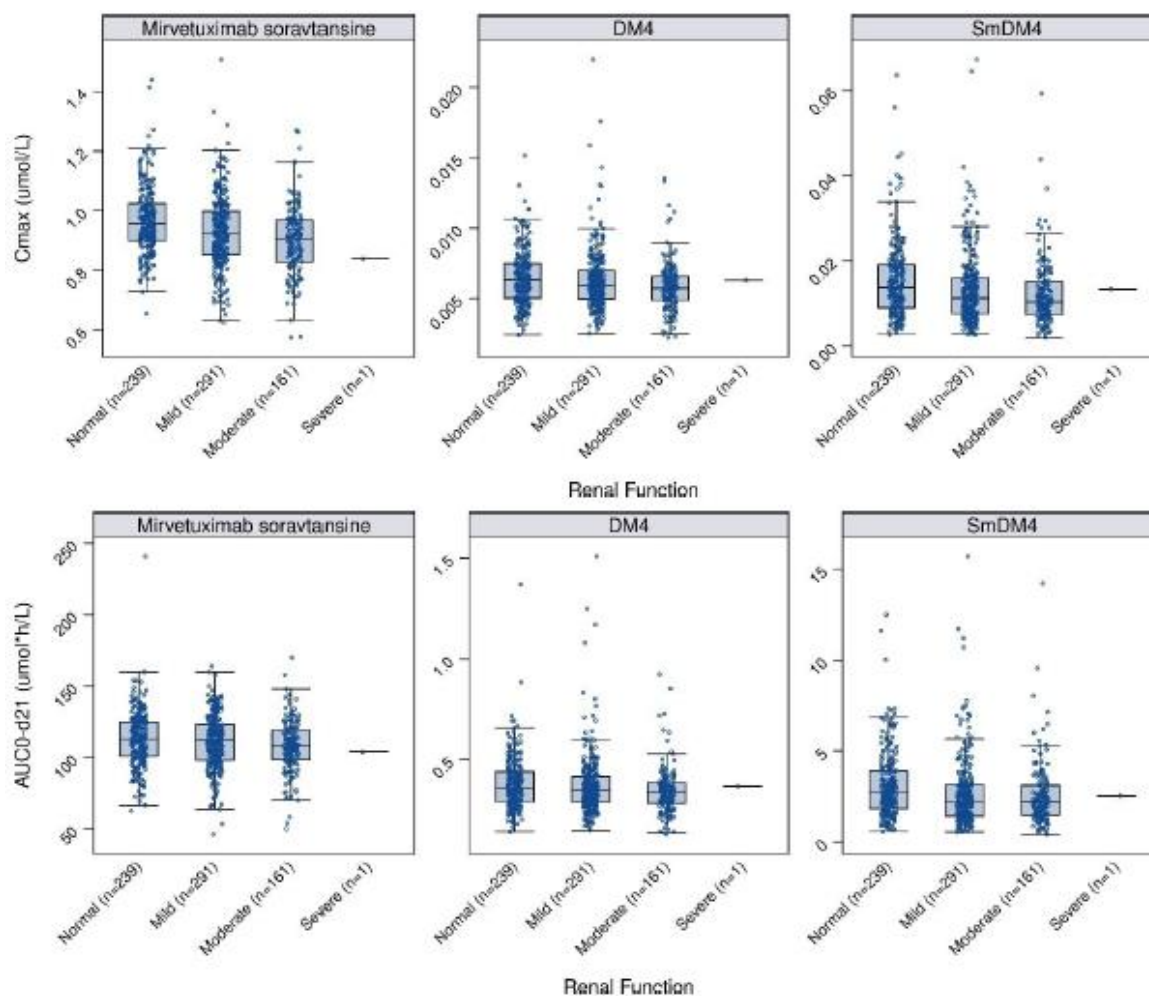 Mirvetuximab soravtansine
DM4
SmDM4
Cmax (umol/L)
1.4
1.2
1.0
0.8
0.6
0.020
0.015
0.010
0.005
0.06
0.04
0.02
0.00
Normal (n=239)
Mild (n=291)
Moderate (n=161)
Severe (n=1)
Normal (n=239)
Mild (n=291)
Moderate (n=161)
Severe (n=1)
Normal (n=239)
Mild (n=291)
Moderate (n=161)
Severe (n=1)
Renal Function
Mirvetuximab soravtansine
DM4
SmDM4
AUC0-d21 (umol*h/L)
250
200
150
100
50
1.5
1.0
0.5
15
10
5
0
Normal (n=239)
Mild (n=291)
Moderate (n=161)
Severe (n=1)
Normal (n=239)
Mild (n=291)
Moderate (n=161)
Severe (n=1)
Normal (n=239)
Mild (n=291)
Moderate (n=161)
Severe (n=1)
Renal Function